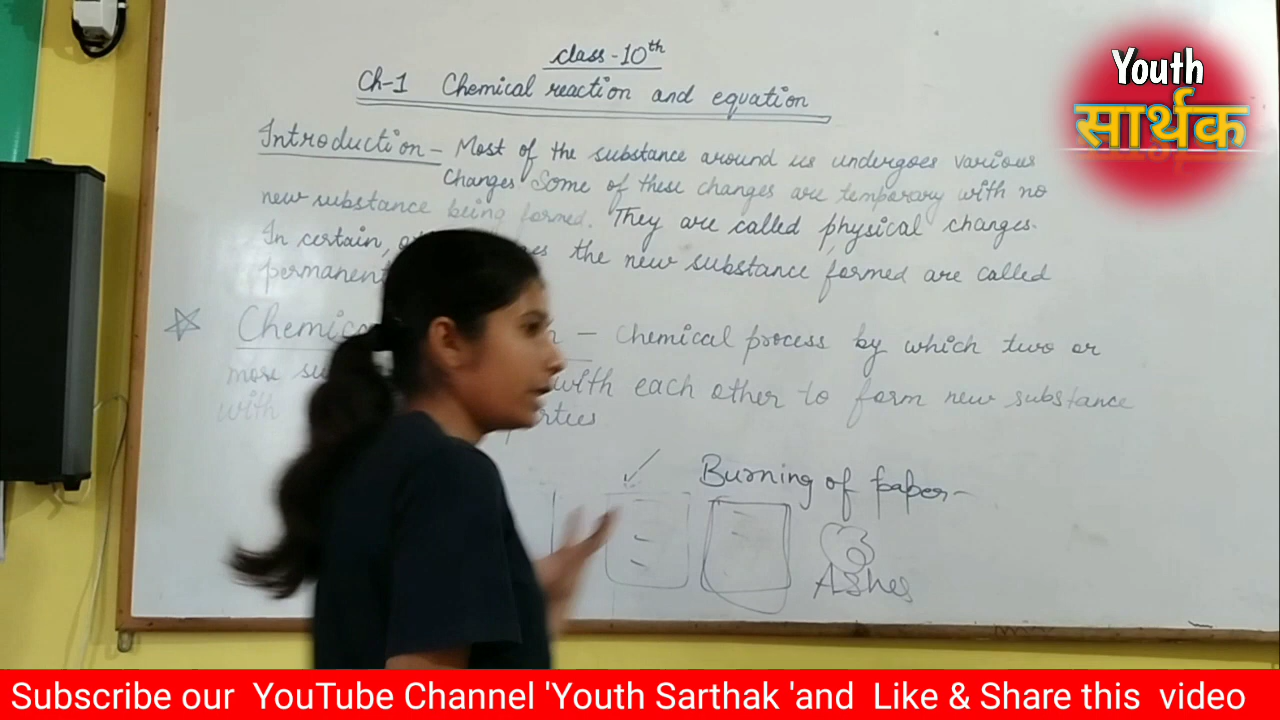 class-10th
Ch-1 Chemical reaction and equation
Youth
सार्थक
Introduction - Most of the substance around us undergoes various
changes. Some of these changes are temporary with no
new substance being formed. They are called physical changes.
In certain, the new substance formed are called
permanent
Chemical - Chemical process by which two or
more with each other to form new substance
with
Burning of paper-
Ashes
Subscribe our YouTube Channel 'Youth Sarthak 'and Like & Share this video